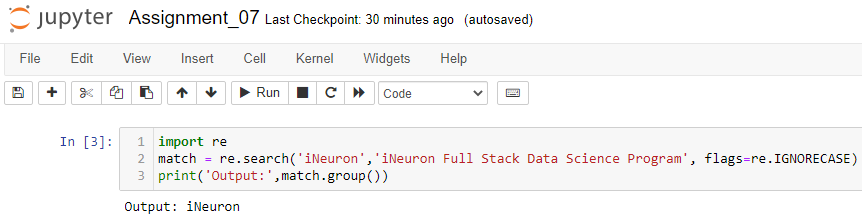 jupyter Assignment_07 Last Checkpoint: 30 minutes ago (autosaved)
File Edit View Insert Cell Kernel Widgets Help
Run Code
In [3]: 1 import re
2 match = re.search('iNeuron','iNeuron Full Stack Data Science Program', flags=re.IGNORECASE)
3 print('Output:',match.group())
Output: iNeuron